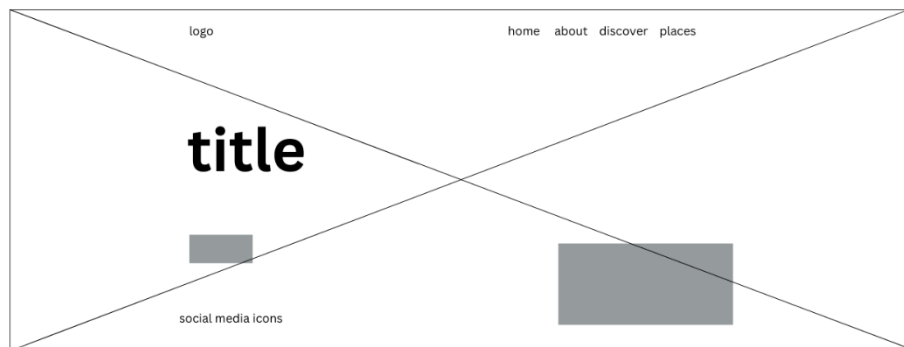 logo
home about discover places
title
social media icons